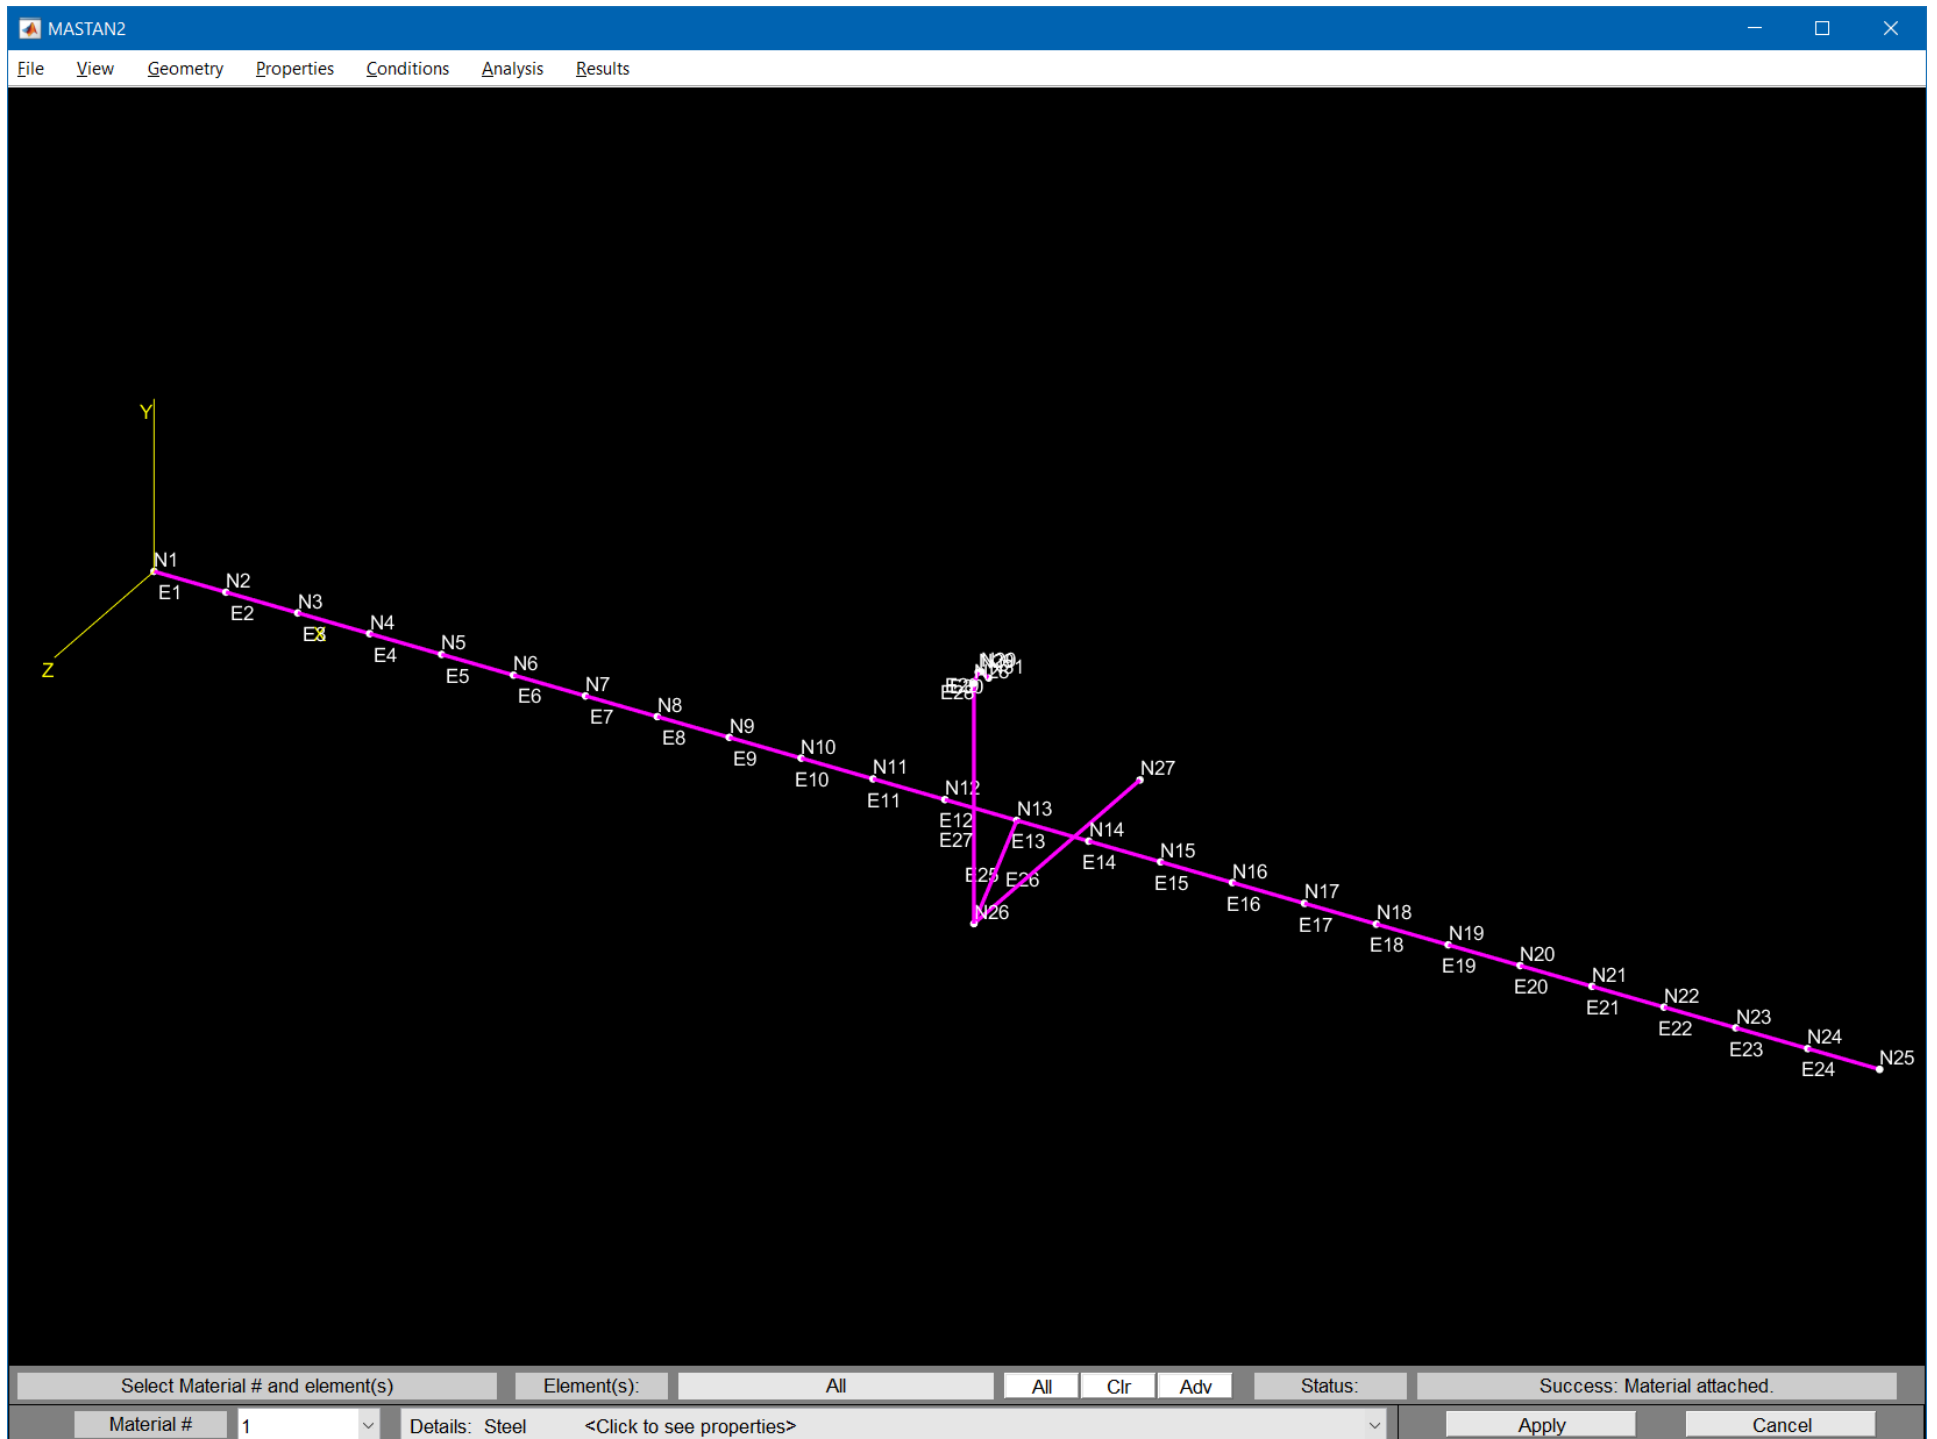 MASTAN2
File View Geometry Properties Conditions Analysis Results
Y
N1
E1
N2
E2
N3
X
Z
N4
E4
N5
E5
N6
E6
N7
E7
N8
E8
N9
E9
N10
E10
N11
E11
N12
E12
E27
N13
E13
N27
N14
E14
E25
E26
N26
N15
E15
N16
E16
N17
E17
N18
E18
N19
E19
N20
E20
N21
E21
N22
E22
N23
E23
N24
E24
N25
Select Material # and element(s) Element(s): All All Clr Adv Status: Success: Material attached.
Material # 1 Details: Steel <Click to see properties> Apply Cancel